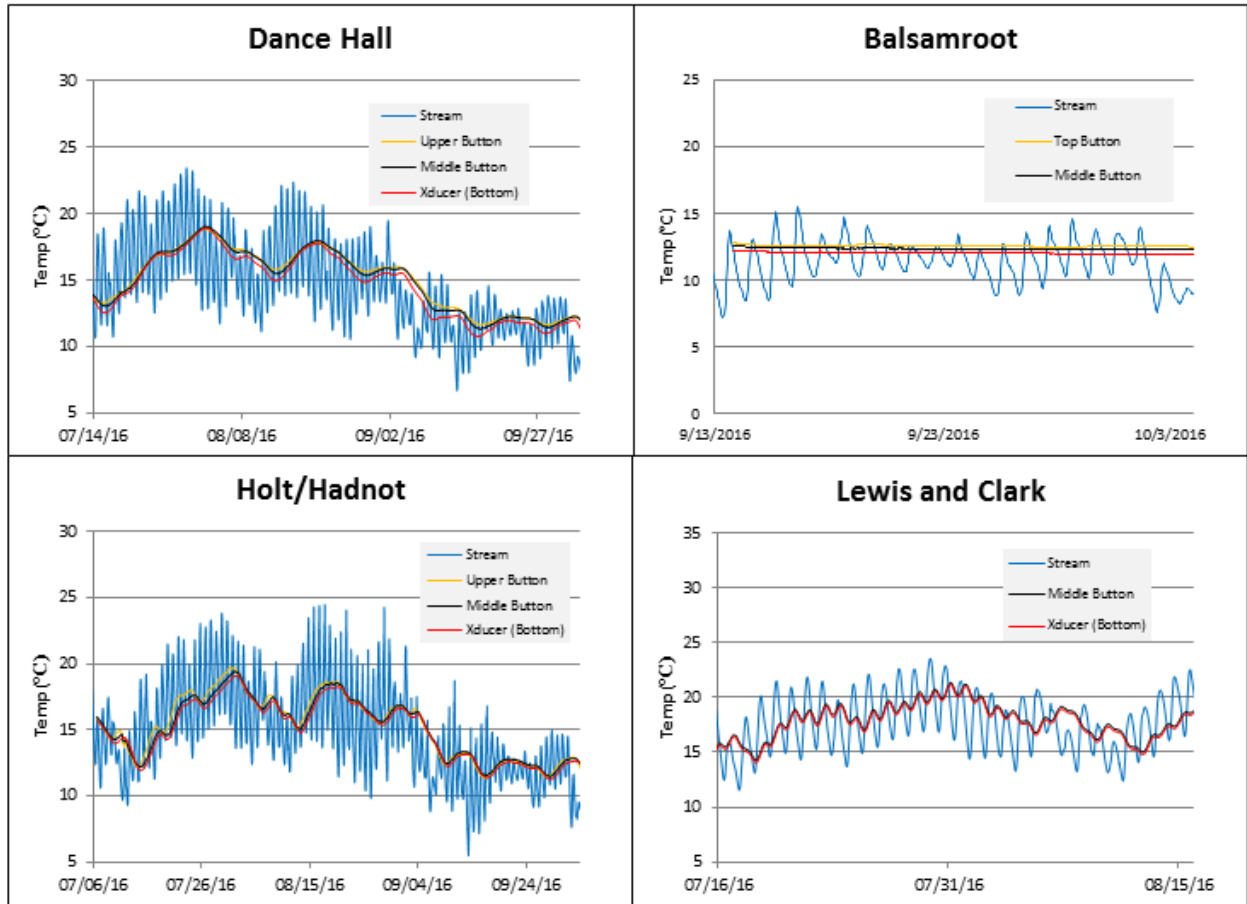 Dance Hall
30
25
20
15
10
5
Temp (°C)
Stream
Upper Button
Middle Button
Xducer (Bottom)
07/14/16 08/08/16 09/02/16 09/27/16
Balsamroot
25
20
15
10
5
0
Temp (°C)
Stream
Top Button
Middle Button
9/13/2016 9/23/2016 10/3/2016
Holt/Hadnot
30
25
20
15
10
5
Temp (°C)
Stream
Upper Button
Middle Button
Xducer (Bottom)
07/06/16 07/26/16 08/15/16 09/04/16 09/24/16
Lewis and Clark
35
30
25
20
15
10
5
Temp (°C)
Stream
Middle Button
Xducer (Bottom)
07/16/16 07/31/16 08/15/16